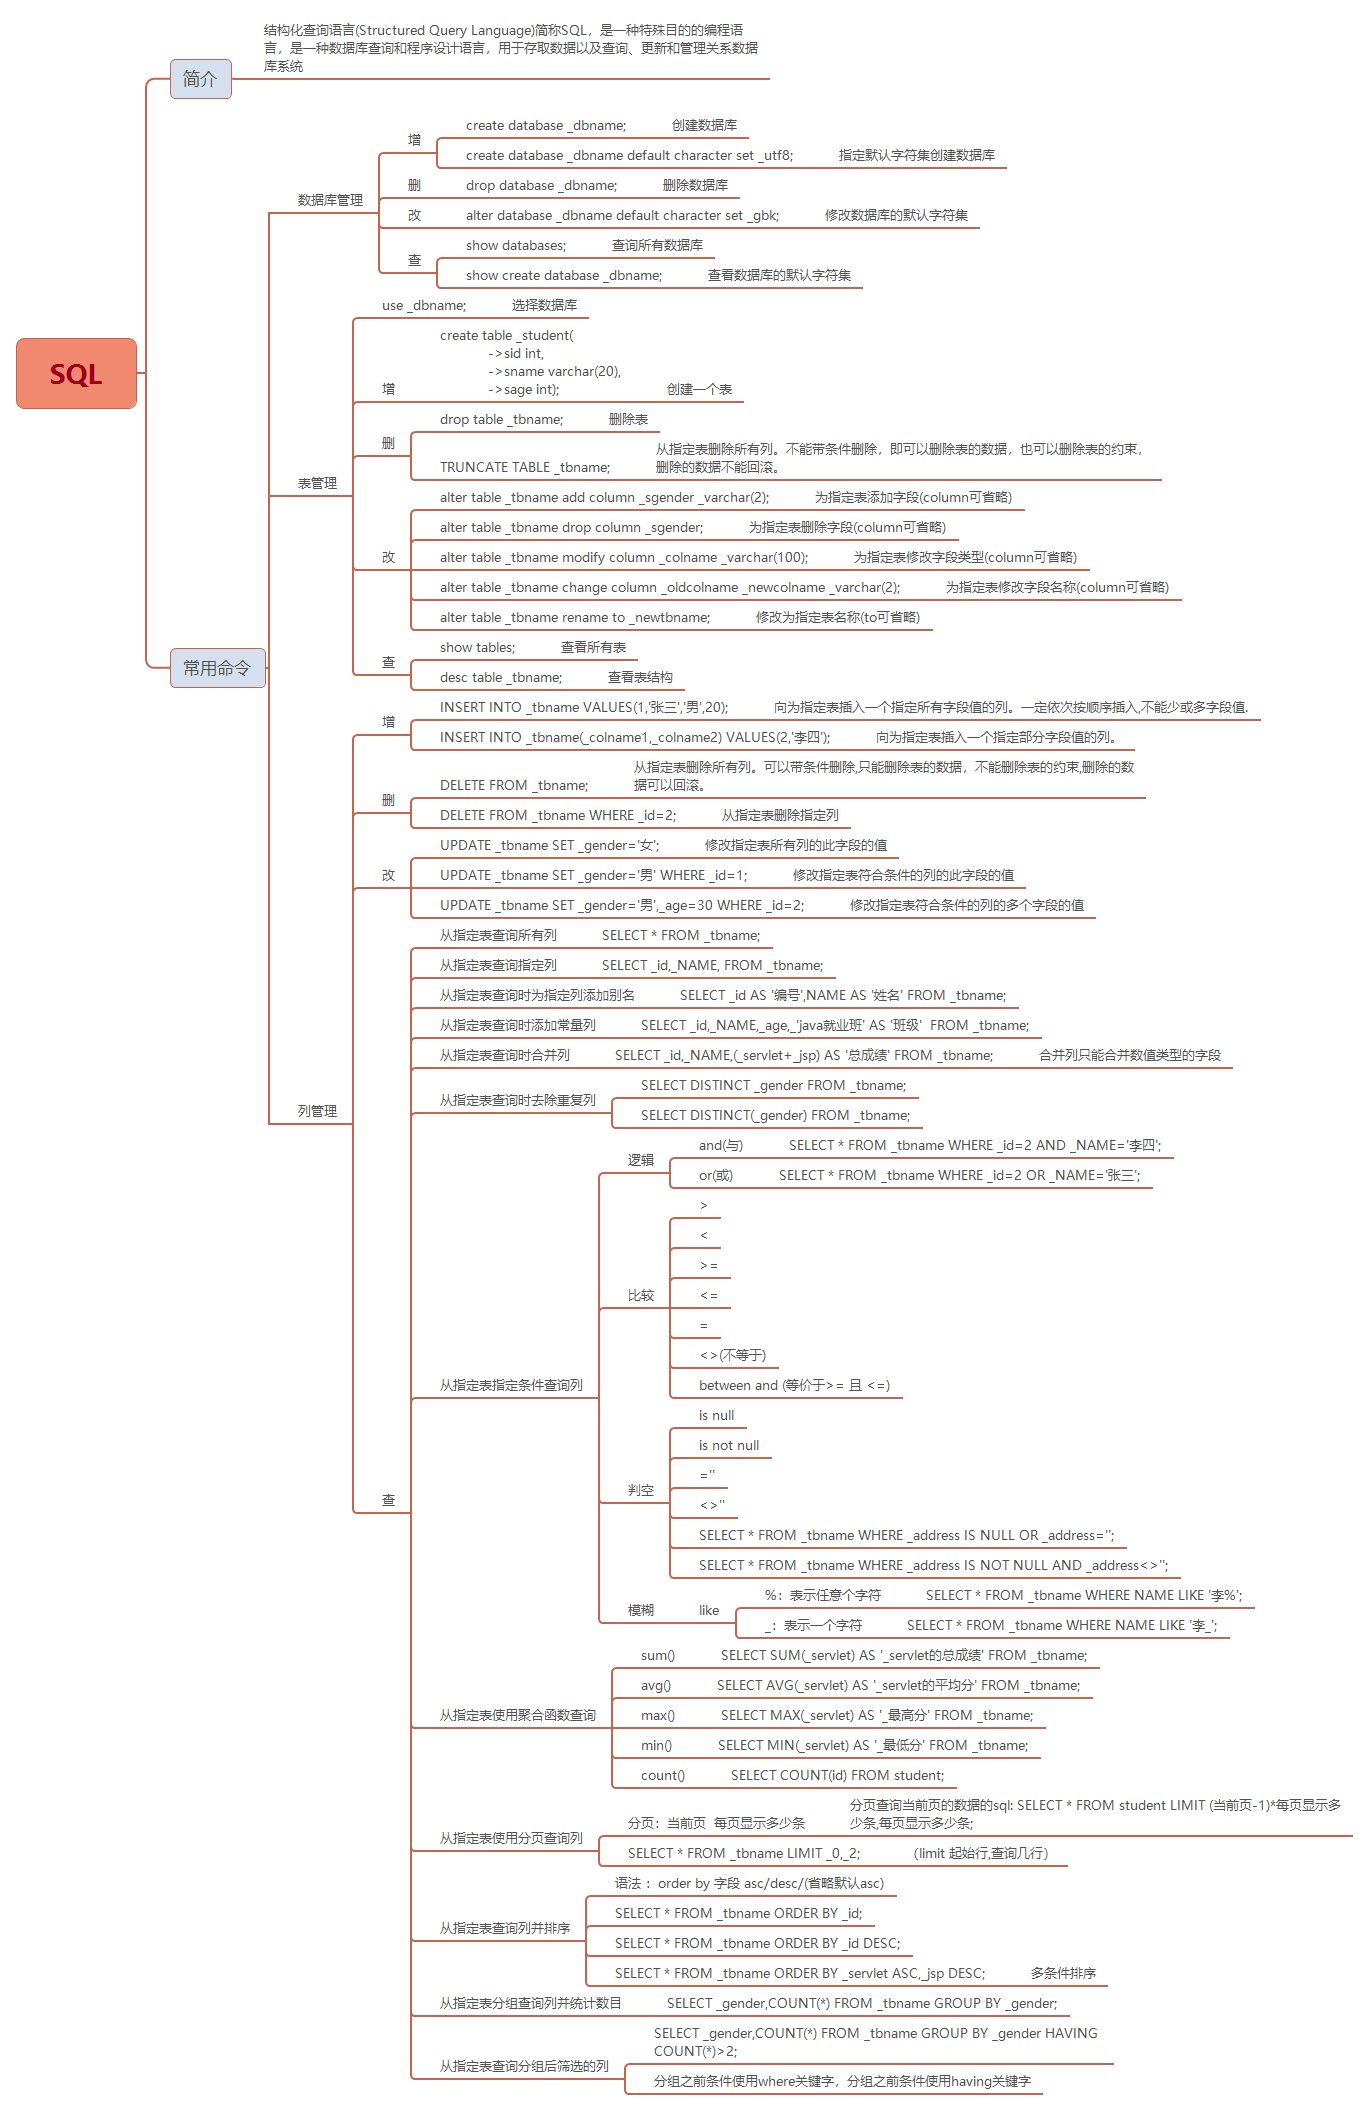 SQL
简介
结构化查询语言(Structured Query Language)简称SQL，是一种特殊目的的编程语
言，是一种数据库查询和程序设计语言，用于存取数据以及查询、更新和管理关系数据
库系统
常用命令
数据库管理
增
create database _dbname; 创建数据库
create database _dbname default character set _utf8; 指定默认字符集创建数据库
删 drop database _dbname; 删除数据库
改 alter database _dbname default character set _gbk; 修改数据库的默认字符集
查
show databases; 查询所有数据库
show create database _dbname; 查看数据库的默认字符集
表管理
use _dbname; 选择数据库
增
create table _student(
->sid int,
->sname varchar(20),
->sage int); 创建一个表
删
drop table _tbname; 删除表
TRUNCATE TABLE _tbname;
从指定表删除所有列。不能带条件删除，即可以删除表的数据，也可以删除表的约束，
删除的数据不能回滚。
改
alter table _tbname add column _sgender _varchar(2); 为指定表添加字段(column可省略)
alter table _tbname drop column _sgender; 为指定表删除字段(column可省略)
alter table _tbname modify column _colname _varchar(100); 为指定表修改字段类型(column可省略)
alter table _tbname change column _oldcolname _newcolname _varchar(2); 为指定表修改字段名称(column可省略)
alter table _tbname rename to _newtbname; 修改为指定表名称(to可省略)
查
show tables; 查看所有表
desc table _tbname; 查看表结构
列管理
增
INSERT INTO _tbname VALUES(1,'张三','男',20); 向为指定表插入一个指定所有字段值的列。一定依次按顺序插入,不能少或多字段值.
INSERT INTO _tbname(_colname1,_colname2) VALUES(2,'李四'); 向为指定表插入一个指定部分字段值的列。
删
DELETE FROM _tbname;
从指定表删除所有列。可以带条件删除,只能删除表的数据，不能删除表的约束,删除的数
据可以回滚。
DELETE FROM _tbname WHERE _id=2; 从指定表删除指定列
改
UPDATE _tbname SET _gender='女'; 修改指定表所有列的此字段的值
UPDATE _tbname SET _gender='男' WHERE _id=1; 修改指定表符合条件的列的此字段的值
UPDATE _tbname SET _gender='男',_age=30 WHERE _id=2; 修改指定表符合条件的列的多个字段的值
查
从指定表查询所有列 SELECT * FROM _tbname;
从指定表查询指定列 SELECT _id,_NAME, FROM _tbname;
从指定表查询时为指定列添加别名 SELECT _id AS '编号',NAME AS '姓名' FROM _tbname;
从指定表查询时添加常量列 SELECT _id,_NAME,_age,_'java就业班' AS '班级'  FROM _tbname;
从指定表查询时合并列 SELECT _id,_NAME,(_servlet+_jsp) AS '总成绩' FROM _tbname; 合并列只能合并数值类型的字段
从指定表查询时去除重复列
SELECT DISTINCT _gender FROM _tbname;
SELECT DISTINCT(_gender) FROM _tbname;
从指定表指定条件查询列
逻辑
and(与) SELECT * FROM _tbname WHERE _id=2 AND _NAME='李四';
or(或) SELECT * FROM _tbname WHERE _id=2 OR _NAME='张三';
比较
>
<
>=
<=
=
<>(不等于)
between and (等价于>= 且 <=)
判空
is null
is not null
=''
<>''
SELECT * FROM _tbname WHERE _address IS NULL OR _address='';
SELECT * FROM _tbname WHERE _address IS NOT NULL AND _address<>'';
模糊 like
%：表示任意个字符 SELECT * FROM _tbname WHERE NAME LIKE '李%';
_：表示一个字符 SELECT * FROM _tbname WHERE NAME LIKE '李_';
从指定表使用聚合函数查询
sum() SELECT SUM(_servlet) AS '_servlet的总成绩' FROM _tbname;
avg() SELECT AVG(_servlet) AS '_servlet的平均分' FROM _tbname;
max() SELECT MAX(_servlet) AS '_最高分' FROM _tbname;
min() SELECT MIN(_servlet) AS '_最低分' FROM _tbname;
count() SELECT COUNT(id) FROM student;
从指定表使用分页查询列
分页：当前页  每页显示多少条
分页查询当前页的数据的sql: SELECT * FROM student LIMIT (当前页-1)*每页显示多
少条,每页显示多少条;
SELECT * FROM _tbname LIMIT _0,_2; （limit 起始行,查询几行）
从指定表查询列并排序
语法 ：order by 字段 asc/desc/(省略默认asc)
SELECT * FROM _tbname ORDER BY _id;
SELECT * FROM _tbname ORDER BY _id DESC;
SELECT * FROM _tbname ORDER BY _servlet ASC,_jsp DESC; 多条件排序
从指定表分组查询列并统计数目 SELECT _gender,COUNT(*) FROM _tbname GROUP BY _gender;
从指定表查询分组后筛选的列
SELECT _gender,COUNT(*) FROM _tbname GROUP BY _gender HAVING
COUNT(*)>2;
分组之前条件使用where关键字，分组之前条件使用having关键字